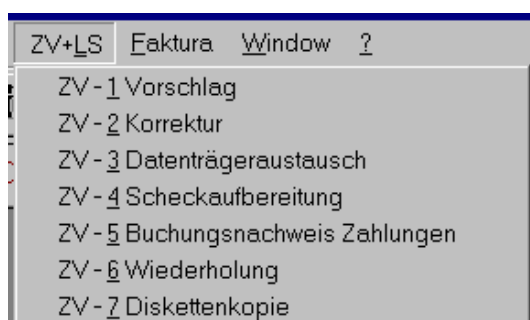 ZV+LS Faktura Window ?
ZV - 1 Vorschlag
ZV - 2 Korrektur
ZV - 3 Datenträgeraustausch
ZV - 4 Scheckaufbereitung
ZV - 5 Buchungsnachweis Zahlungen
ZV - 6 Wiederholung
ZV - 7 Diskettenkopie